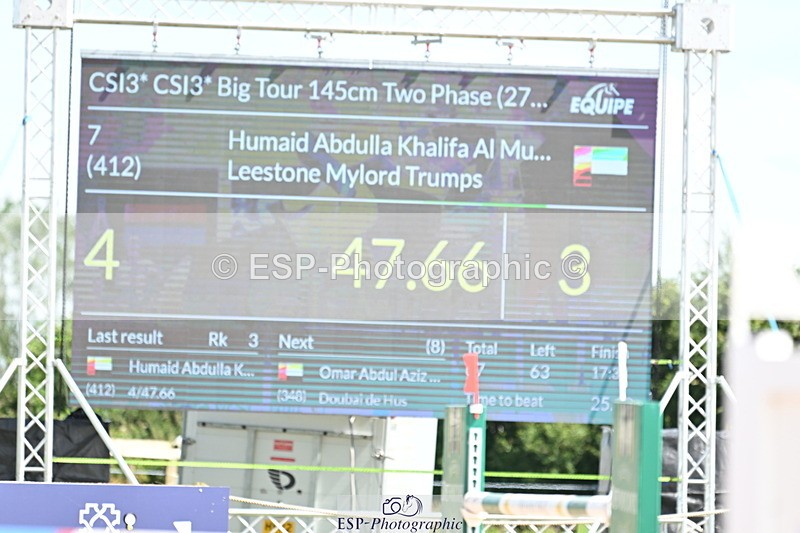 CSI3* CSI3* Big Tour 145cm Two Phase (27...
EQUIPE
7
Humaid Abdulla Khalifa Al Mu...
(412)
Leestone Mylord Trumps
4
47.66
3
© ESP-Photographic ©
Last result Rk 3
Next (8)
Total
Left
Humaid Abdulla K...
Omar Abdul Aziz ...
7
63
(412) 4/47.66
(348) Doubai de Hus
Time to beat
25.
ESP-Photographic